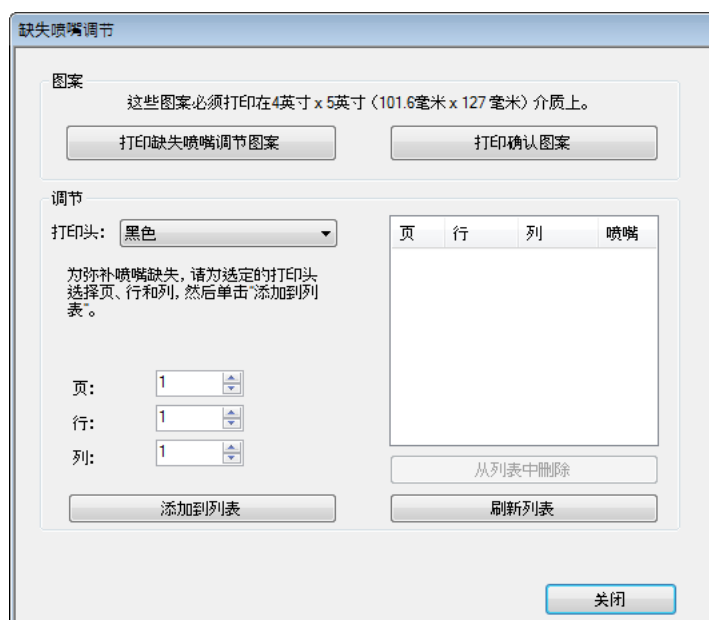 缺失喷嘴调节
图案
这些图案必须打印在4英寸 x 5英寸（101.6毫米 x 127 毫米）介质上。
打印缺失喷嘴调节图案
打印确认图案
调节
打印头：
黑色
为弥补喷嘴缺失，请为选定的打印头
选择页、行和列，然后单击"添加到列
表"。
页：
1
行：
1
列：
1
添加到列表
页 行 列 喷嘴
从列表中删除
刷新列表
关闭